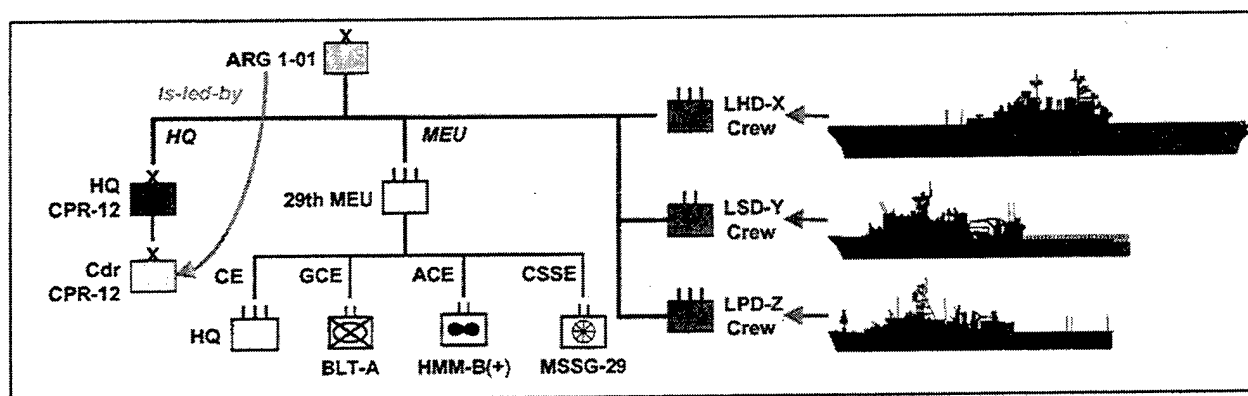 ARG 1-01
Is-led-by
HQ
MEU
LHD-X
Crew
HQ
CPR-12
29th MEU
LSD-Y
Crew
Cdr
CPR-12
CE
GCE
ACE
CSSE
LPD-Z
Crew
HQ
BLT-A
HMM-B(+)
MSSG-29